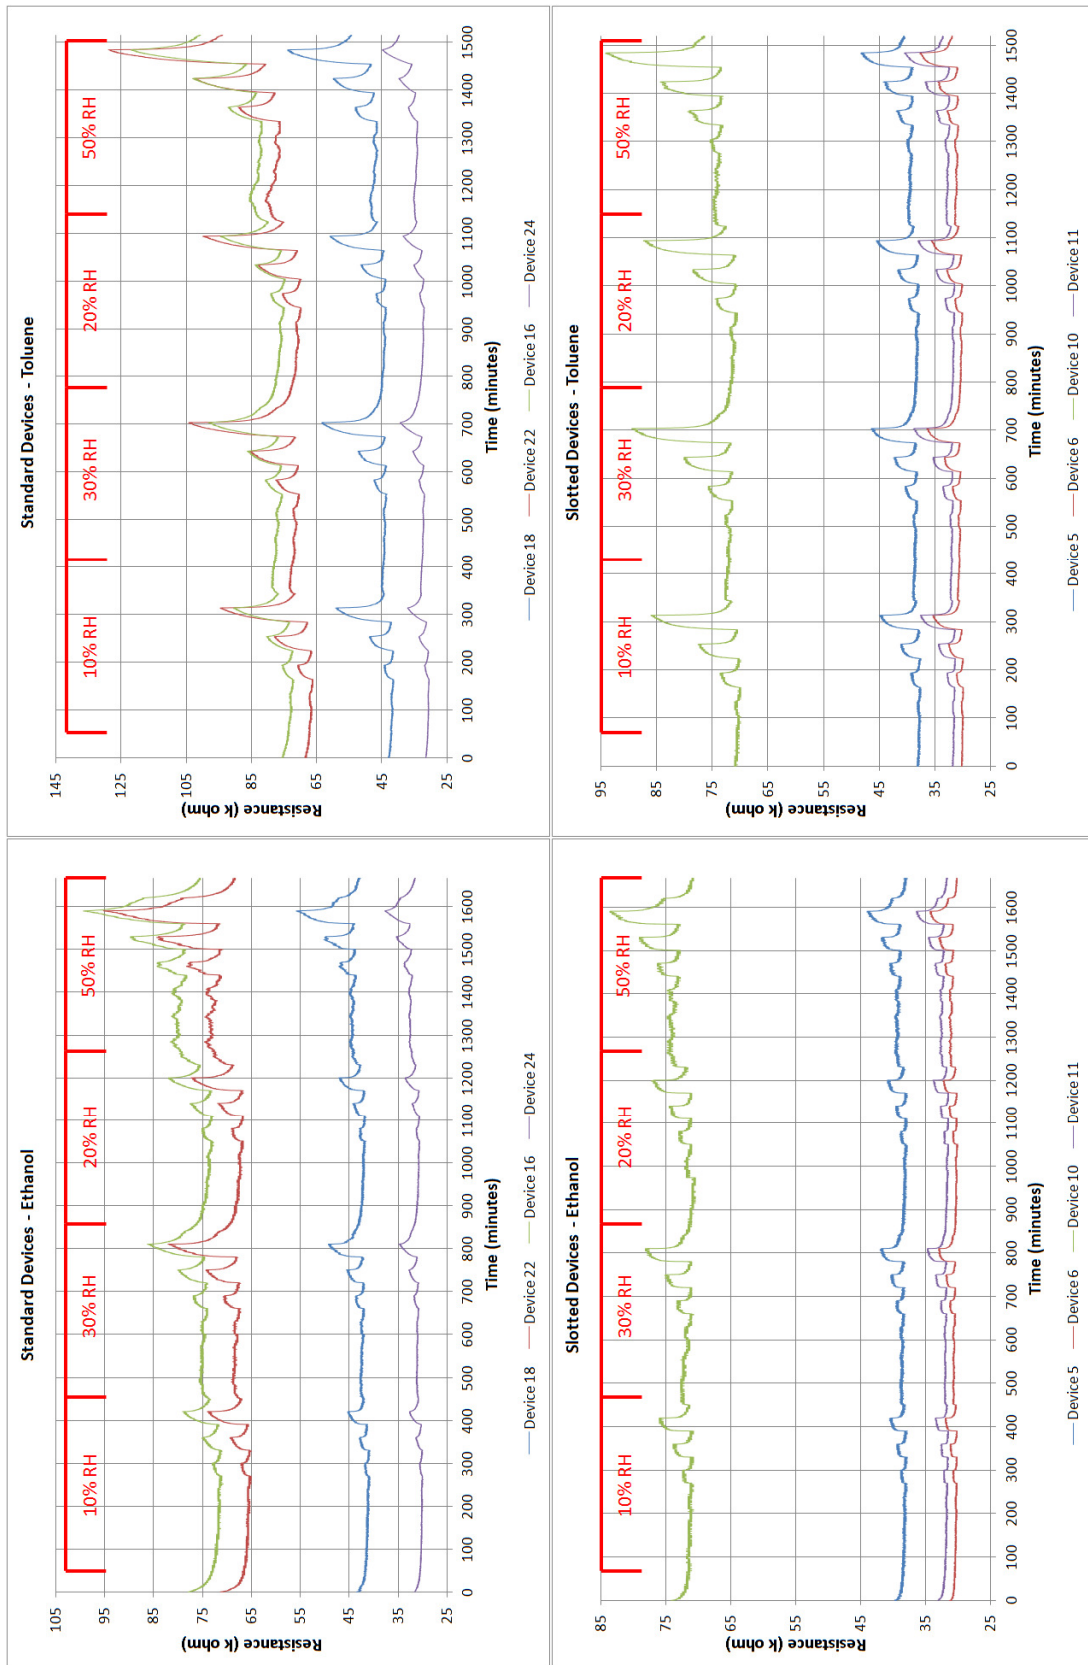 Standard Devices - Ethanol
Resistance (k ohm)
105
95
85
75
65
55
45
35
25
10% RH
30% RH
20% RH
50% RH
0 100 200 300 400 500 600 700 800 900 1000 1100 1200 1300 1400 1500 1600
Time (minutes)
Device 18 Device 22 Device 16 Device 24
Standard Devices - Toluene
Resistance (k ohm)
145
125
105
85
65
45
25
10% RH
30% RH
20% RH
50% RH
0 100 200 300 400 500 600 700 800 900 1000 1100 1200 1300 1400 1500
Time (minutes)
Device 18 Device 22 Device 16 Device 24
Slotted Devices - Ethanol
Resistance (k ohm)
85
75
65
55
45
35
25
10% RH
30% RH
20% RH
50% RH
0 100 200 300 400 500 600 700 800 900 1000 1100 1200 1300 1400 1500 1600
Time (minutes)
Device 5 Device 6 Device 10 Device 11
Slotted Devices - Toluene
Resistance (k ohm)
95
85
75
65
55
45
35
25
10% RH
30% RH
20% RH
50% RH
0 100 200 300 400 500 600 700 800 900 1000 1100 1200 1300 1400 1500
Time (minutes)
Device 5 Device 6 Device 10 Device 11